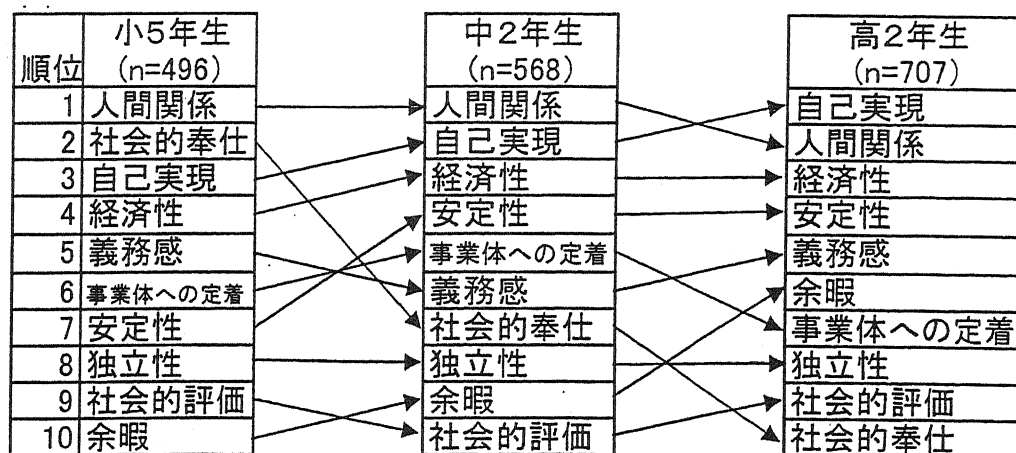 順位 小5年生 (n=496) 中2年生 (n=568) 高2年生 (n=707)
1 人間関係 人間関係 自己実現
2 社会的奉仕 自己実現 人間関係
3 自己実現 経済性 経済性
4 経済性 安定性 安定性
5 義務感 事業体への定着 義務感
6 事業体への定着 義務感 余暇
7 安定性 社会的奉仕 事業体への定着
8 独立性 独立性 独立性
9 社会的評価 余暇 社会的評価
10 余暇 社会的評価 社会的奉仕